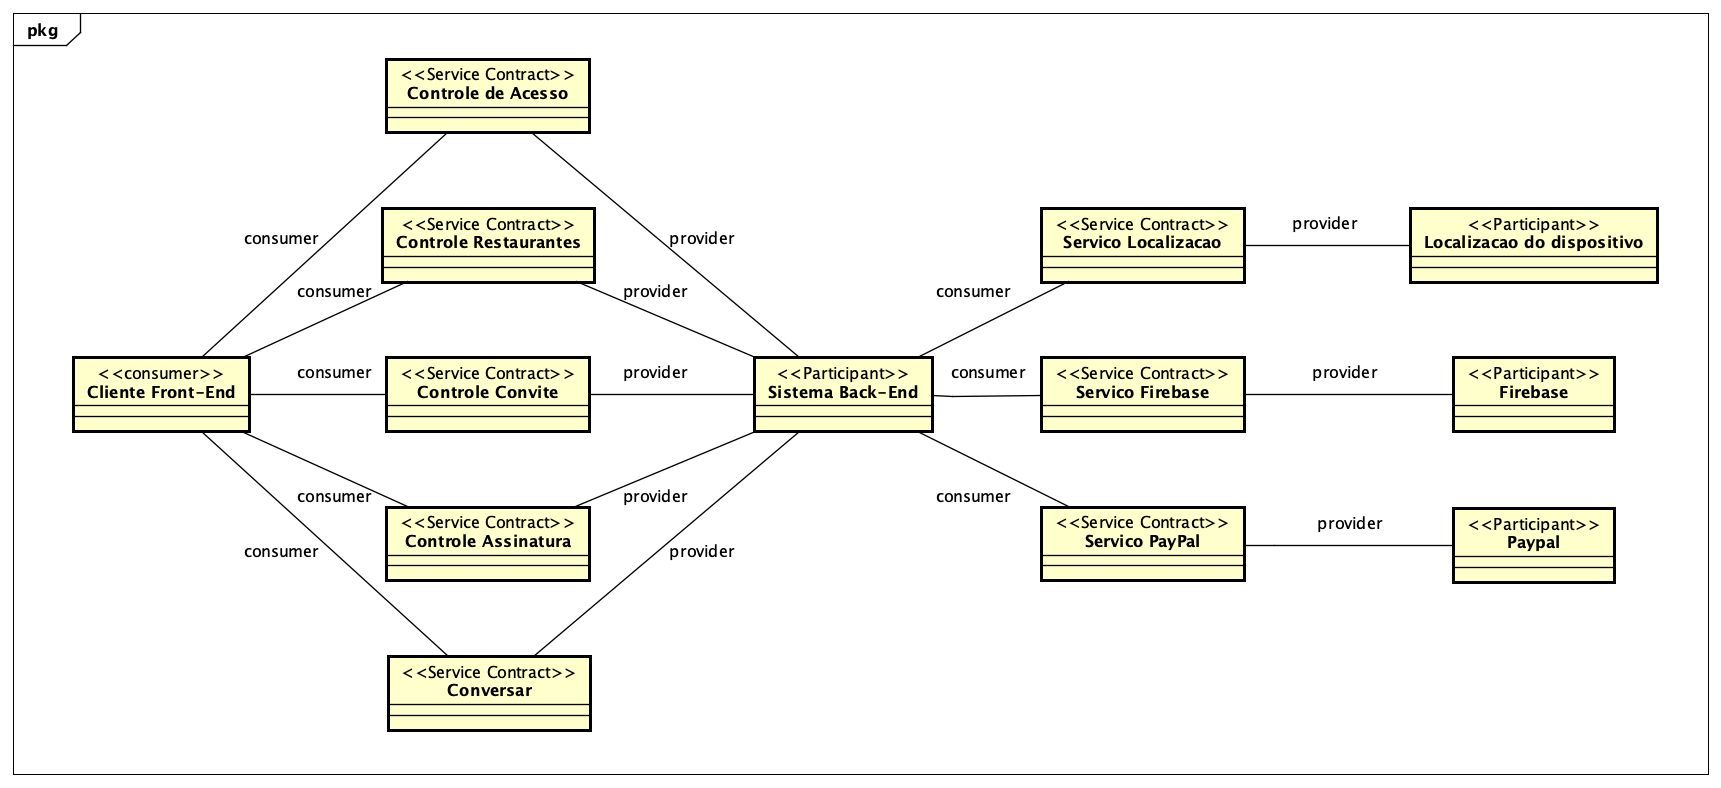 pkg
<<Service Contract>>
Controle de Acesso
consumer
provider
<<Service Contract>>
Controle Restaurantes
consumer
provider
<<Service Contract>>
Servico Localizacao
provider
<<Participant>>
Localizacao do dispositivo
consumer
<<consumer>>
Cliente Front-End
consumer
<<Service Contract>>
Controle Convite
provider
<<Participant>>
Sistema Back-End
consumer
<<Service Contract>>
Servico Firebase
provider
<<Participant>>
Firebase
consumer
<<Service Contract>>
Controle Assinatura
provider
consumer
<<Service Contract>>
Servico PayPal
provider
<<Participant>>
Paypal
consumer
provider
<<Service Contract>>
Conversar